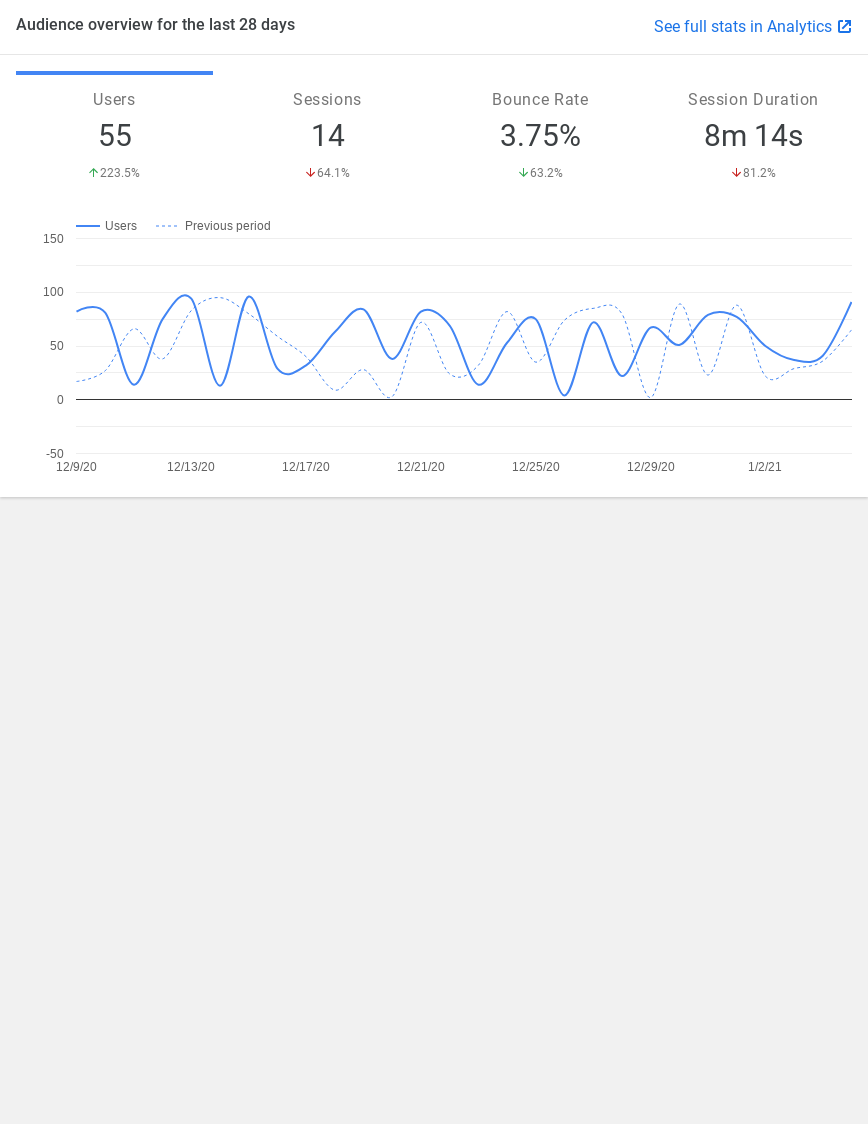 Audience overview for the last 28 days
See full stats in Analytics
Users
55
223.5%
Sessions
14
64.1%
Bounce Rate
3.75%
63.2%
Session Duration
8m 14s
81.2%
Users
Previous period
150
100
50
0
-50
12/9/20
12/13/20
12/17/20
12/21/20
12/25/20
12/29/20
1/2/21